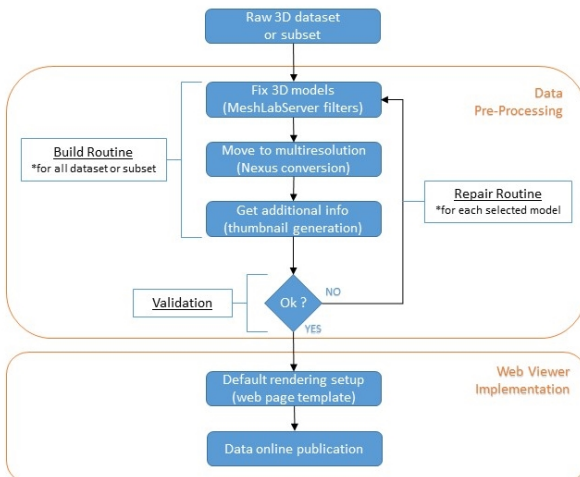 Raw 3D dataset
or subset
Data
Pre-Processing
Fix 3D models
(MeshLabServer filters)
Build Routine
*for all dataset or subset
Move to multiresolution
(Nexus conversion)
Repair Routine
*for each selected model
Get additional info
(thumbnail generation)
Validation
Ok ?
NO
YES
Web Viewer
Implementation
Default rendering setup
(web page template)
Data online publication